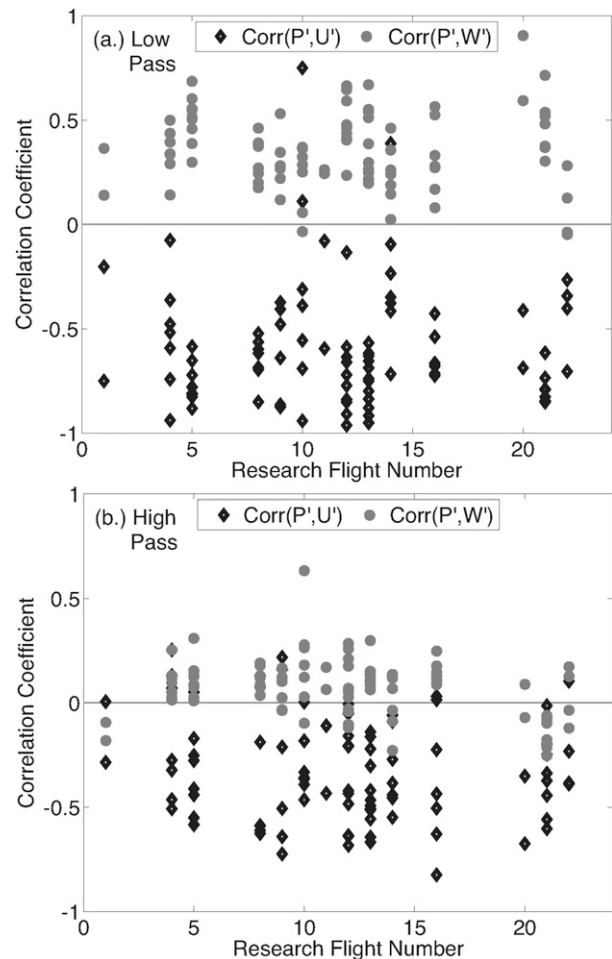 (a.) Low
Pass
Corr(P',U') Corr(P',W')
1
0.5
0
-0.5
-1
Correlation Coefficient
0 5 10 15 20
Research Flight Number
(b.) High
Pass
Corr(P',U') Corr(P',W')
1
0.5
0
-0.5
-1
Correlation Coefficient
0 5 10 15 20
Research Flight Number